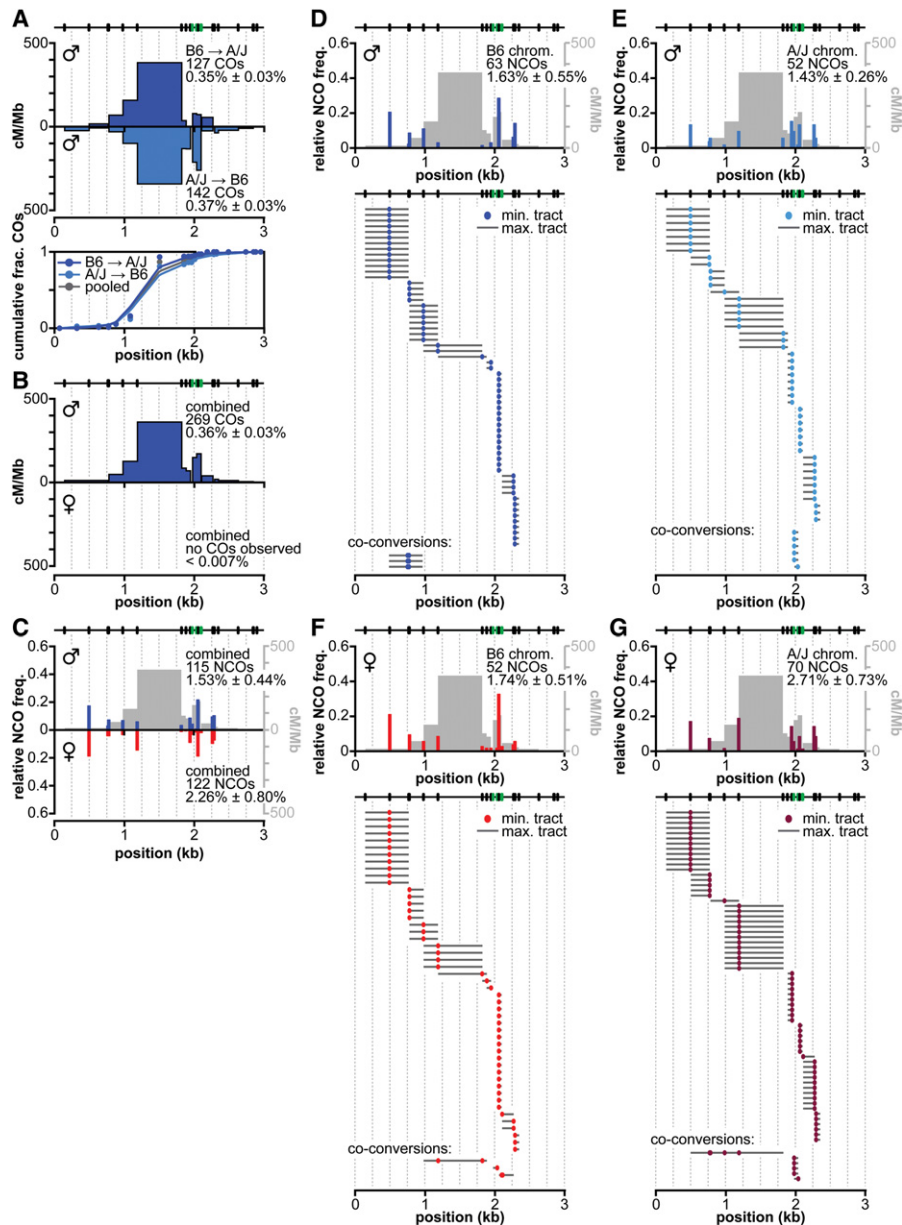 A
500
♂
B6 → A/J
127 COs
0.35% ± 0.03%
cM/Mb
0
♂
A/J → B6
142 COs
0.37% ± 0.03%
500
0 1 2 3
position (kb)
cumulative frac. COs
1
0
B6 → A/J
A/J → B6
pooled
0 1 2 3
position (kb)
B
500
♂
combined
269 COs
0.36% ± 0.03%
cM/Mb
0
♀
combined
no COs observed
< 0.007%
500
0 1 2 3
position (kb)
C
0.6
0.4
0.2
0
0.2
0.4
0.6
relative NCO freq.
♂
combined
115 NCOs
1.53% ± 0.44%
♀
combined
122 NCOs
2.26% ± 0.80%
500
0
500
cM/Mb
0 1 2 3
position (kb)
D
0.6
0.4
0.2
0
relative NCO freq.
♂
B6 chrom.
63 NCOs
1.63% ± 0.55%
500
0
cM/Mb
0 1 2 3
position (kb)
min. tract
max. tract
co-conversions:
0 1 2 3
position (kb)
E
0.6
0.4
0.2
0
relative NCO freq.
♂
A/J chrom.
52 NCOs
1.43% ± 0.26%
500
0
cM/Mb
0 1 2 3
position (kb)
min. tract
max. tract
co-conversions:
0 1 2 3
position (kb)
F
0.6
0.4
0.2
0
relative NCO freq.
♀
B6 chrom.
52 NCOs
1.74% ± 0.51%
500
0
cM/Mb
0 1 2 3
position (kb)
min. tract
max. tract
co-conversions:
0 1 2 3
position (kb)
G
0.6
0.4
0.2
0
relative NCO freq.
♀
A/J chrom.
70 NCOs
2.71% ± 0.73%
500
0
cM/Mb
0 1 2 3
position (kb)
min. tract
max. tract
co-conversions:
0 1 2 3
position (kb)